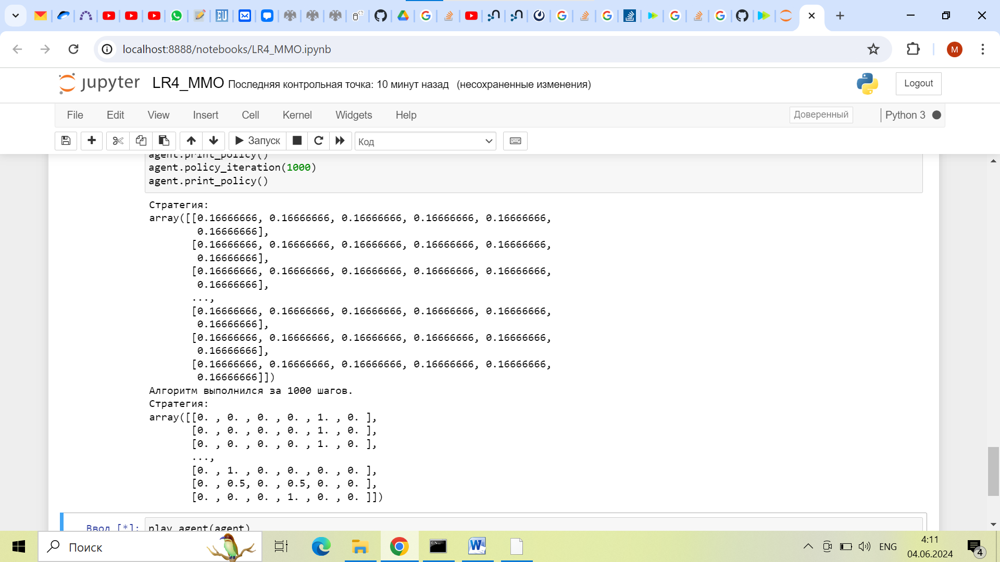 EU
localhost:8888/notebooks/LR4_MMO.ipynb
M
jupyter LR4_MMO Последняя контрольная точка: 10 минут назад (несохраненные изменения)
Logout
File Edit View Insert Cell Kernel Widgets Help
Доверенный
Python 3
Запуск
Код
agent.print_policy()
agent.policy_iteration(1000)
agent.print_policy()
Стратегия:
array([[0.16666666, 0.16666666, 0.16666666, 0.16666666, 0.16666666,
0.16666666],
[0.16666666, 0.16666666, 0.16666666, 0.16666666, 0.16666666,
0.16666666],
[0.16666666, 0.16666666, 0.16666666, 0.16666666, 0.16666666,
0.16666666],
...,
[0.16666666, 0.16666666, 0.16666666, 0.16666666, 0.16666666,
0.16666666],
[0.16666666, 0.16666666, 0.16666666, 0.16666666, 0.16666666,
0.16666666],
[0.16666666, 0.16666666, 0.16666666, 0.16666666, 0.16666666,
0.16666666]])
Алгоритм выполнился за 1000 шагов.
Стратегия:
array([[0. , 0. , 0. , 0. , 1. , 0. ],
[0. , 0. , 0. , 0. , 1. , 0. ],
[0. , 0. , 0. , 0. , 1. , 0. ],
...,
[0. , 1. , 0. , 0. , 0. , 0. ],
[0. , 0.5, 0. , 0.5, 0. , 0. ],
[0. , 0. , 0. , 1. , 0. , 0. ]])
Ввод [*]: play_agent(agent)
Поиск
ENG
4:11
04.06.2024
4